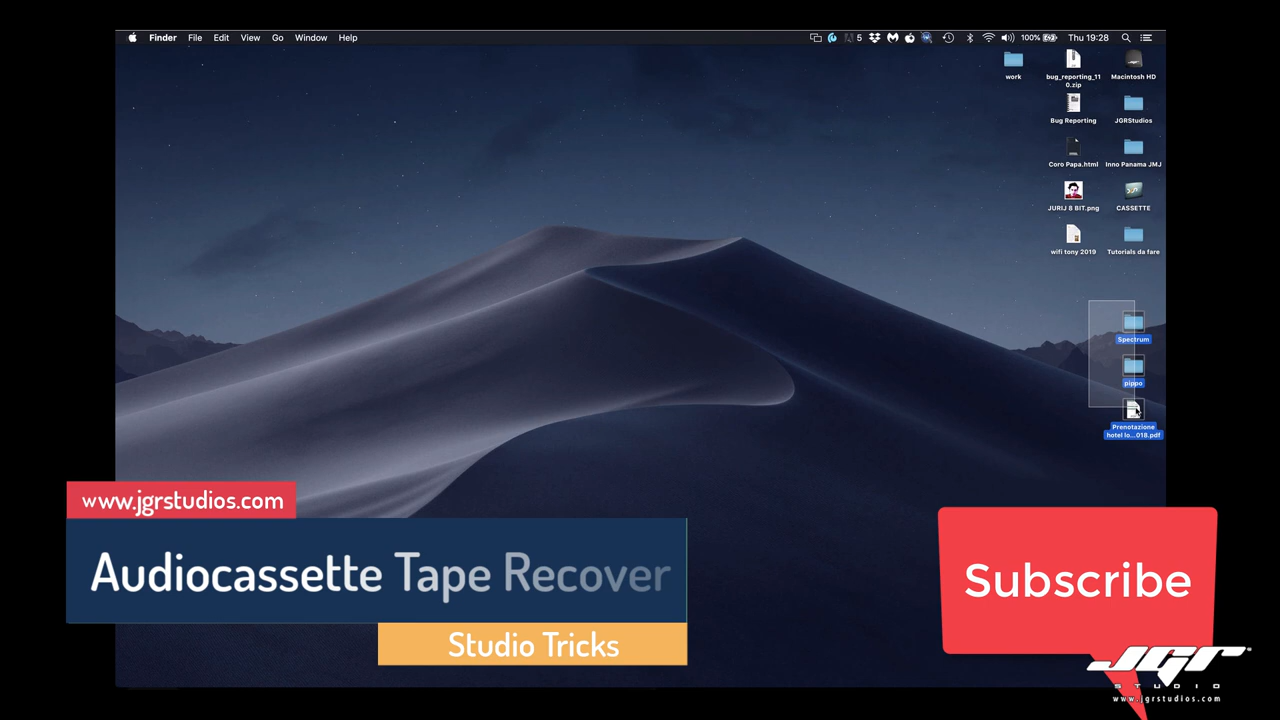 Finder File Edit View Go Window Help
5 100% Thu 19:28
work
bug_reporting_11
0.zip
Macintosh HD
Bug Reporting
JGRStudios
Coro Papa.html
Inno Panama JMJ
JURIJ 8 BIT.png
CASSETTE
wifi tony 2019
Tutorials da fare
Spectrum
pippo
Prenotazione
hotel lo...018.pdf
www.jgrstudios.com
Audiocassette Tape Recover
Studio Tricks
Subscribe
JGR
STUDIO
www.jgrstudios.com